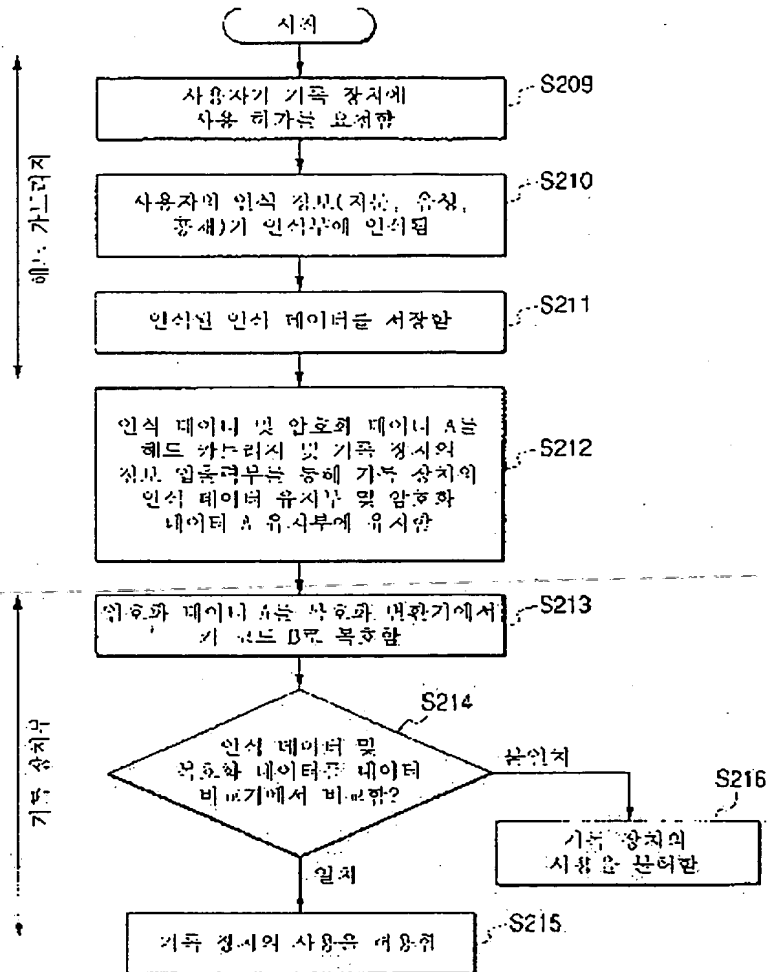 시작
S209
사용자가 기록 장치에
사용 허가를 요청함
헤드 카트리지
S210
사용자의 인식 정보(지문, 음성,
홍채)가 인식부에 인식됨
S211
인식된 인식 데이터를 저장함
S212
인식 데이터 및 암호화 데이터 A를
헤드 카트리지 및 기록 장치의
정보 입출력부를 통해 기록 장치의
인식 데이터 유지부 및 암호화
데이터 A 유지부에 유지함
S213
암호화 데이터 A를 복호화 변환기에서
키 코드 B로 복호함
기록 장치부
S214
인식 데이터 및
복호화 데이터를 데이터
비교기에서 비교함?
불일치
S216
기록 장치의
사용을 불허함
일치
S215
기록 장치의 사용을 허용함